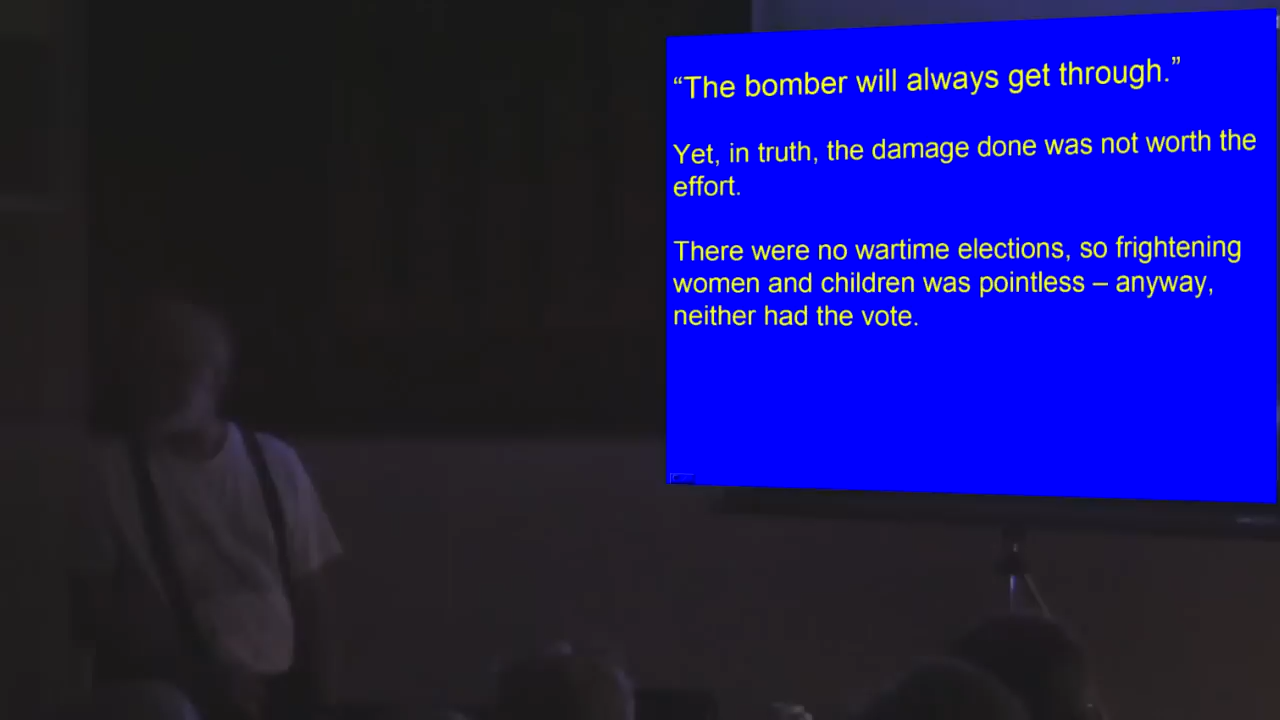 “The bomber will always get through.”
Yet, in truth, the damage done was not worth the
effort.
There were no wartime elections, so frightening
women and children was pointless – anyway,
neither had the vote.